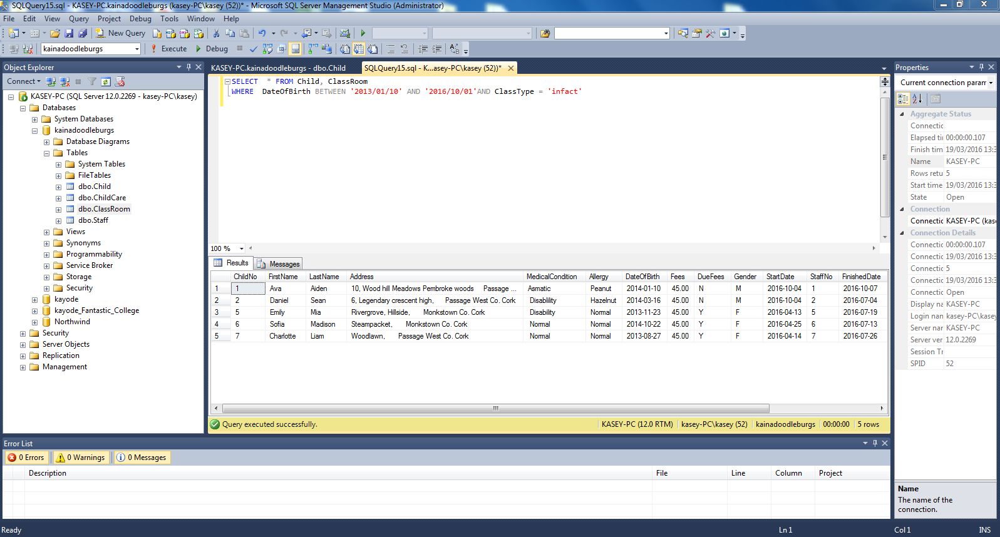 SQLQuery15.sql - KASEY-PC.kainadoodleburgs (kasey-PC\kasey (52))* - Microsoft SQL Server Management Studio (Administrator)
File Edit View Query Project Debug Tools Window Help
New Query
kainadoodleburgs Execute Debug
Object Explorer
Connect
KASEY-PC (SQL Server 12.0.2269 - kasey-PC\kasey)
Databases
System Databases
kainadoodleburgs
Database Diagrams
Tables
System Tables
FileTables
dbo.Child
dbo.ChildCare
dbo.ClassRoom
dbo.Staff
Views
Synonyms
Programmability
Service Broker
Storage
Security
kayode
kayode_Fantastic_College
Northwind
Security
Server Objects
Replication
Management
KASEY-PC.kainadoodleburgs - dbo.Child SQLQuery15.sql - K...asey-PC\kasey (52))*
SELECT * FROM Child, ClassRoom
WHERE DateOfBirth BETWEEN '2013/01/10' AND '2016/10/01'AND ClassType = 'infact'
100 %
Results Messages
ChildNo FirstName LastName Address MedicalCondition Allergy DateOfBirth Fees DueFees Gender StartDate StaffNo FinishedDate
1 1 Ava Aiden 10, Wood hill Meadows Pembroke woods Passage ... Asmatic Peanut 2014-01-10 45.00 N M 2016-10-04 1 2016-10-07
2 2 Daniel Sean 6, Legendary crescent high, Passage West Co. Cork Disablility Hazelnut 2014-03-16 45.00 N M 2016-10-04 2 2016-07-04
3 5 Emily Mia Rivergrove, Hillside, Monkstown Co. Cork Disability Normal 2013-11-23 45.00 Y F 2016-04-13 5 2016-07-19
4 6 Sofia Madison Steampacket, Monkstown Co. Cork Normal Normal 2014-10-22 45.00 Y F 2016-04-25 6 2016-07-13
5 7 Charlotte Liam Woodlawn, Passage West Co. Cork Normal Normal 2013-08-27 45.00 Y F 2016-04-14 7 2016-07-26
Query executed successfully. KASEY-PC (12.0 RTM) kasey-PC\kasey (52) kainadoodleburgs 00:00:00 5 rows
Properties
Current connection param
Aggregate Status
Connectic
Elapsed ti 00:00:00.107
Finish tim 19/03/2016 13:3
Name KASEY-PC
Rows retu 5
Start time 19/03/2016 13:3
State Open
Connection
Connectic KASEY-PC (kas
Connection Details
Connectic 00:00:00.107
Connectic 19/03/2016 13:3
Connectic 5
Connectic 19/03/2016 13:3
Connectic Open
Display na KASEY-PC
Login nan kasey-PC\kasey
Server nar KASEY-PC
Server ver 12.0.2269
Session Tr
SPID 52
Name
The name of the
connection.
Error List
0 Errors 0 Warnings 0 Messages
Description File Line Column Project
Ready Ln 1 Col 1 INS